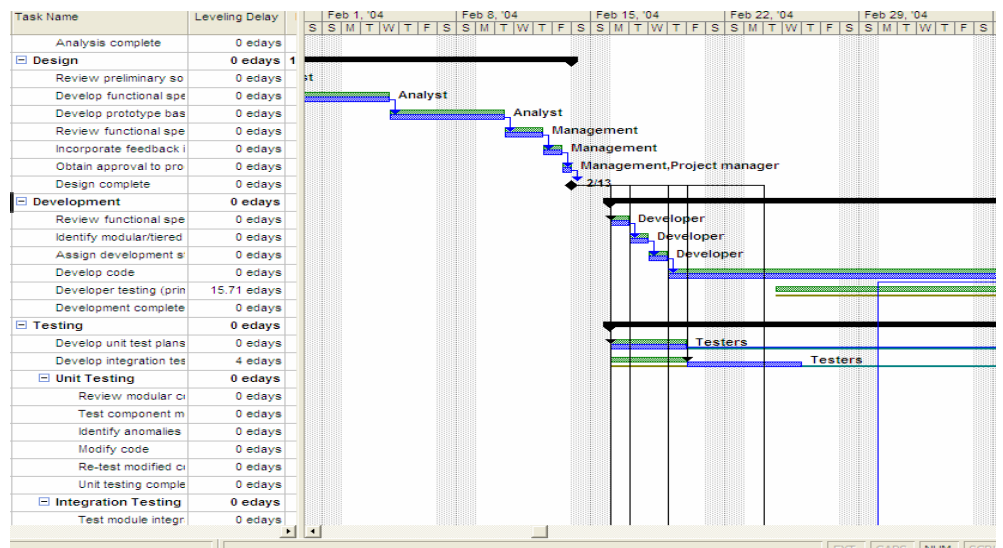 Task Name Leveling Delay Feb 1, '04 Feb 8, '04 Feb 15, '04 Feb 22, '04 Feb 29, '04
S S M T W T F S S M T W T F S S M T W T F S S M T W T F S S M T W T F S
Analysis complete 0 edays
Design 0 edays 1
Review preliminary so 0 edays st
Develop functional spe 0 edays Analyst
Develop prototype bas 0 edays Analyst
Review functional spe 0 edays Management
Incorporate feedback i 0 edays Management
Obtain approval to pro 0 edays Management,Project manager
Design complete 0 edays 2/13
Development 0 edays
Review functional spe 0 edays Developer
Identify modular/tiered 0 edays Developer
Assign development s 0 edays Developer
Develop code 0 edays
Developer testing (prin 15.71 edays
Development complete 0 edays
Testing 0 edays
Develop unit test plans 0 edays Testers
Develop integration tes 4 edays Testers
Unit Testing 0 edays
Review modular c 0 edays
Test component m 0 edays
Identify anomalies 0 edays
Modify code 0 edays
Re-test modified c 0 edays
Unit testing comple 0 edays
Integration Testing 0 edays
Test module integr 0 edays
EXT CAPS NUM SCR